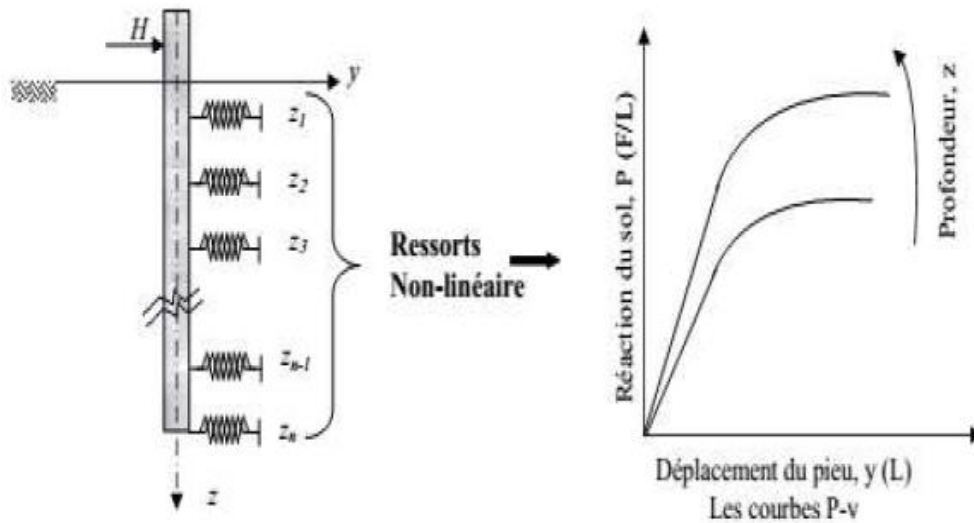 H
y
z1
z2
z3
Ressorts
Non-linéaire
zn-1
zn
z
Réaction du sol, P (F/L)
Profondeur, z
Déplacement du pieu, y (L)
Les courbes P-y